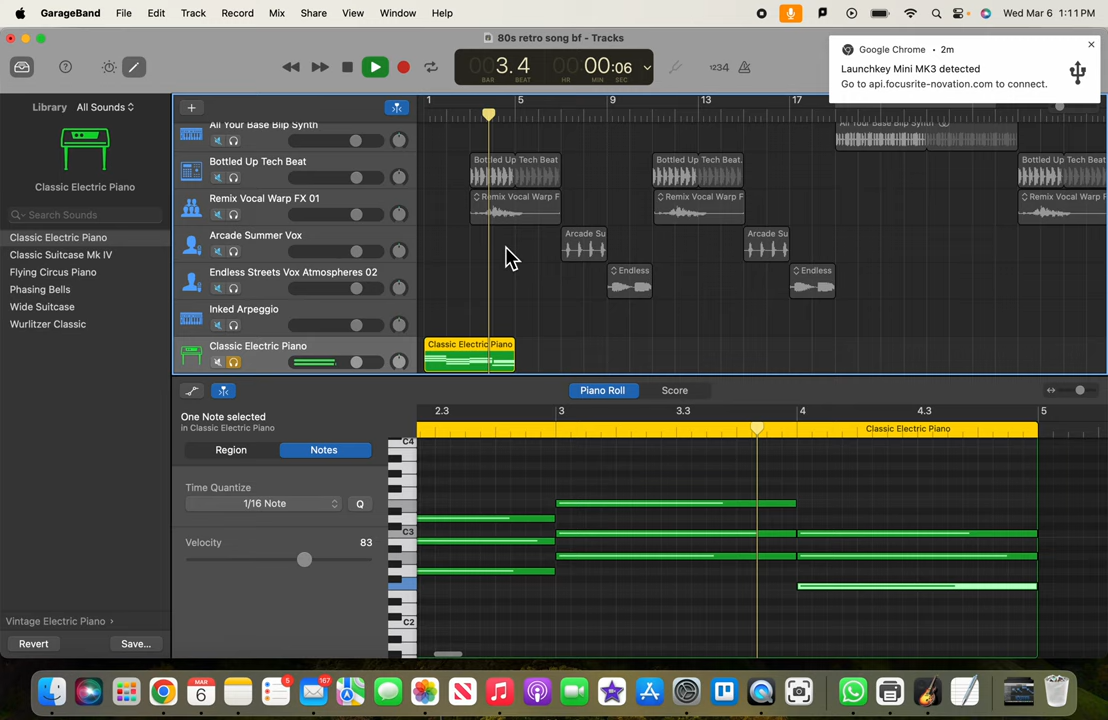 GarageBand File Edit Track Record Mix Share View Window Help Wed Mar 6 1:11 PM
80s retro song bf - Tracks
3.4 00:06 1234
BAR BEAT HR MIN SEC
Google Chrome • 2m
Launchkey Mini MK3 detected
Go to api.focusrite-novation.com to connect.
Library All Sounds
Classic Electric Piano
Search Sounds
Classic Electric Piano
Classic Suitcase Mk IV
Flying Circus Piano
Phasing Bells
Wide Suitcase
Wurlitzer Classic
Vintage Electric Piano >
Revert Save...
1 5 9 13 17
All Your Base Blip Synth
All Your Base Blip Synth
Bottled Up Tech Beat
Bottled Up Tech Beat
Bottled Up Tech Beat.
Bottled Up Tech Beat
Remix Vocal Warp FX 01
Remix Vocal Warp F
Remix Vocal Warp F
Remix Vocal Warp F
Arcade Summer Vox
Arcade Su
Arcade Su
Endless Streets Vox Atmospheres 02
Endless
Endless
Inked Arpeggio
Classic Electric Piano
Classic Electric Piano
Piano Roll Score
One Note selected
in Classic Electric Piano
Region Notes
Time Quantize
1/16 Note Q
Velocity 83
2.3 3 3.3 4 4.3 5
Classic Electric Piano
C4
C3
C2
MAR
6
5
167